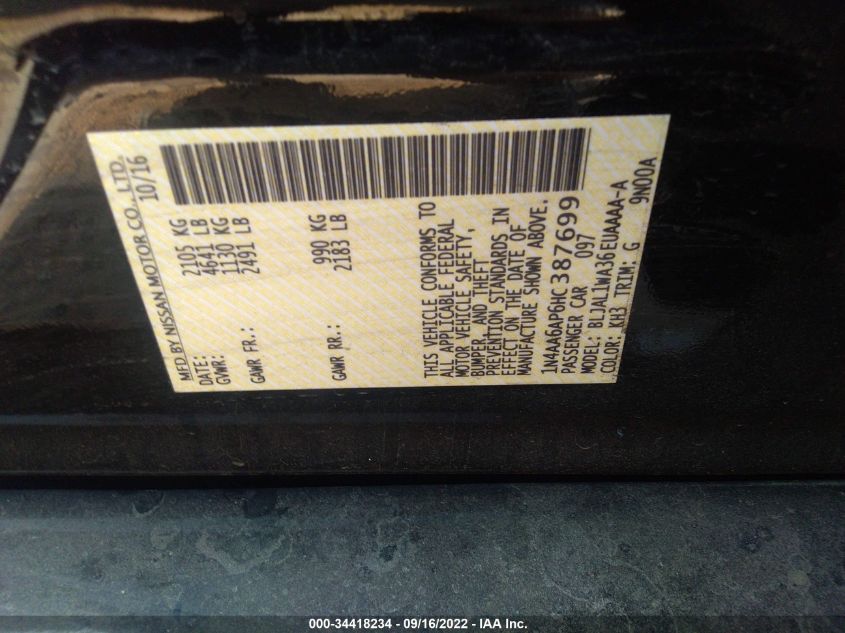 MFD BY NISSAN MOTOR CO., LTD.
DATE: 10/16
GVWR: 2105 KG
4641 LB
GAWR FR.: 1130 KG
2491 LB
GAWR RR.: 990 KG
2183 LB
THIS VEHICLE CONFORMS TO
ALL APPLICABLE FEDERAL
MOTOR VEHICLE SAFETY,
BUMPER, AND THEFT
PREVENTION STANDARDS IN
EFFECT ON THE DATE OF
MANUFACTURE SHOWN ABOVE.
1N4AA6AP6HC387699
PASSENGER CAR 097
MODEL: BLJALlWA36EUAAAA-A
COLOR: KH3 TRIM: G 9N00A
000-34418234 - 09/16/2022 - IAA Inc.